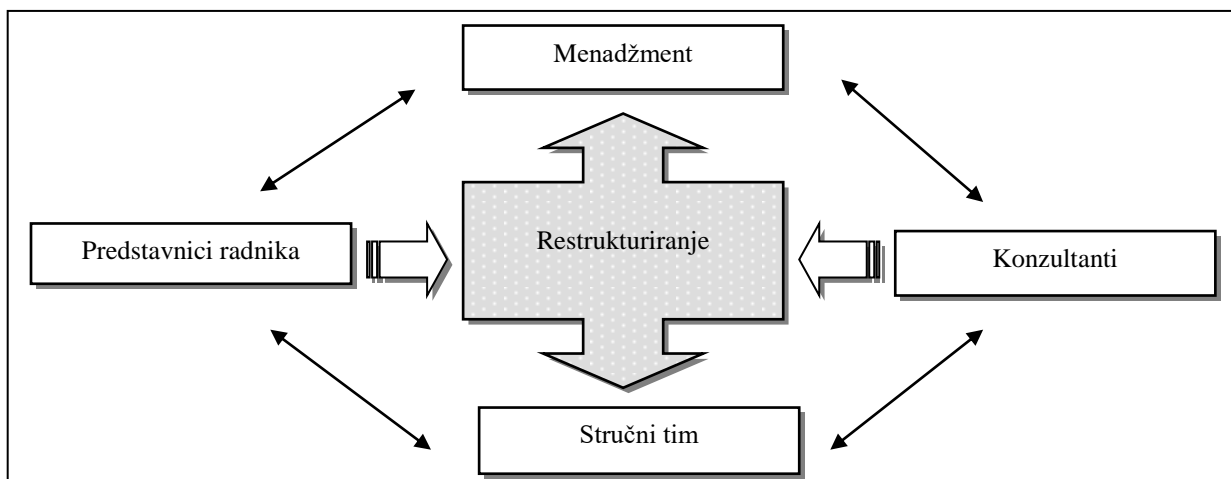 Menadžment
Predstavnici radnika
Restrukturiranje
Konzultanti
Stručni tim